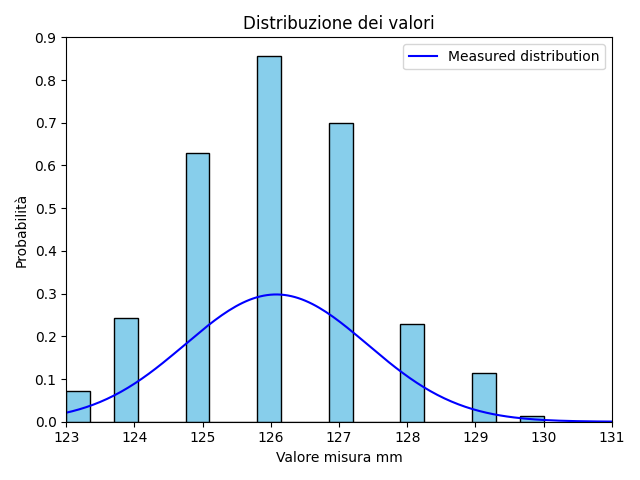 Distribuzione dei valori
Measured distribution
Probabilità
0.9
0.8
0.7
0.6
0.5
0.4
0.3
0.2
0.1
0.0
123 124 125 126 127 128 129 130 131
Valore misura mm